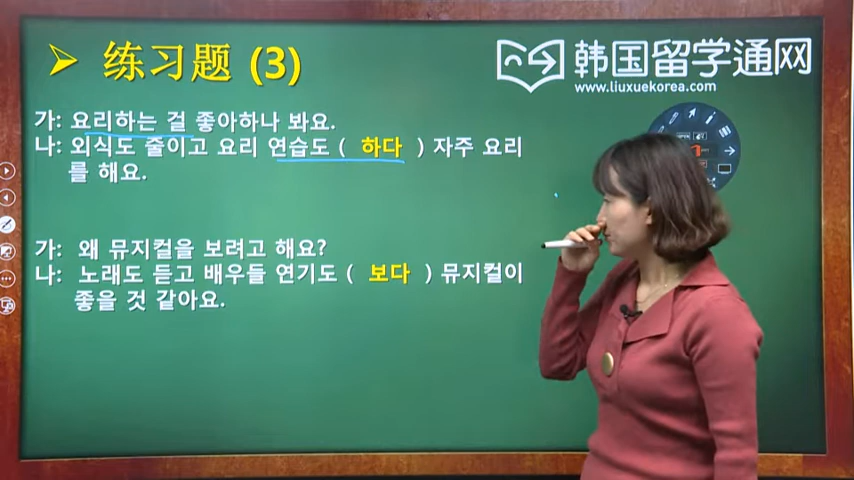 练习题 (3)
韩国留学通网
www.liuxuekorea.com
가: 요리하는 걸 좋아하나 봐요.
나: 외식도 줄이고 요리 연습도 ( 하다 ) 자주 요리
를 해요.
가: 왜 뮤지컬을 보려고 해요?
나: 노래도 듣고 배우들 연기도 ( 보다 ) 뮤지컬이
좋을 것 같아요.